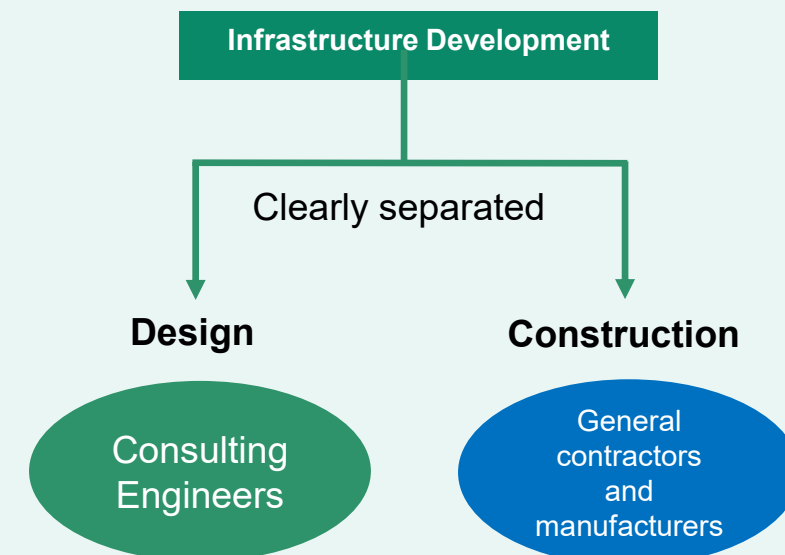 Infrastructure Development
Clearly separated
Design
Construction
Consulting
Engineers
General
contractors
and
manufacturers